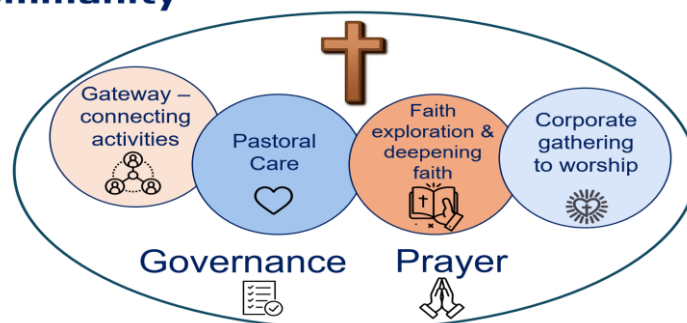 Gateway –
connecting
activities
Pastoral
Care
Faith
exploration &
deepening
faith
Corporate
gathering
to worship
Governance
Prayer